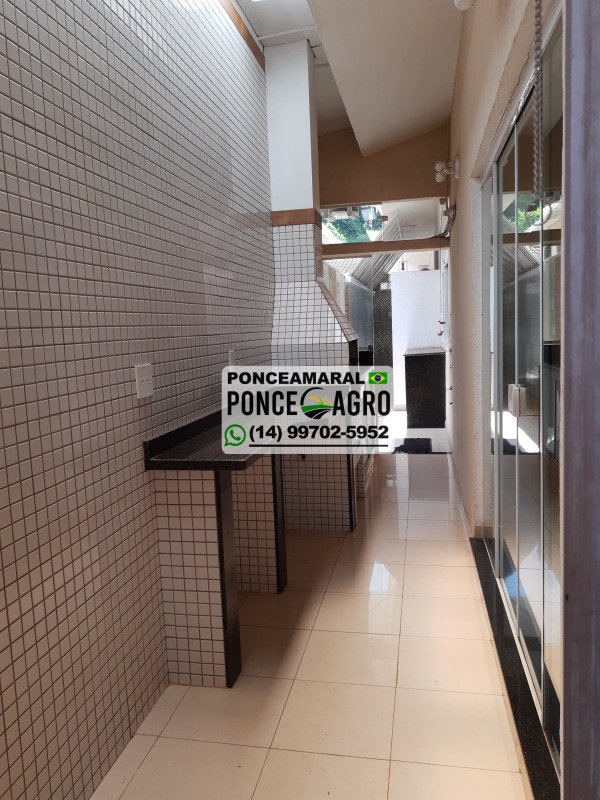 PONCEAMARAL
PONCE AGRO
(14) 99702-5952